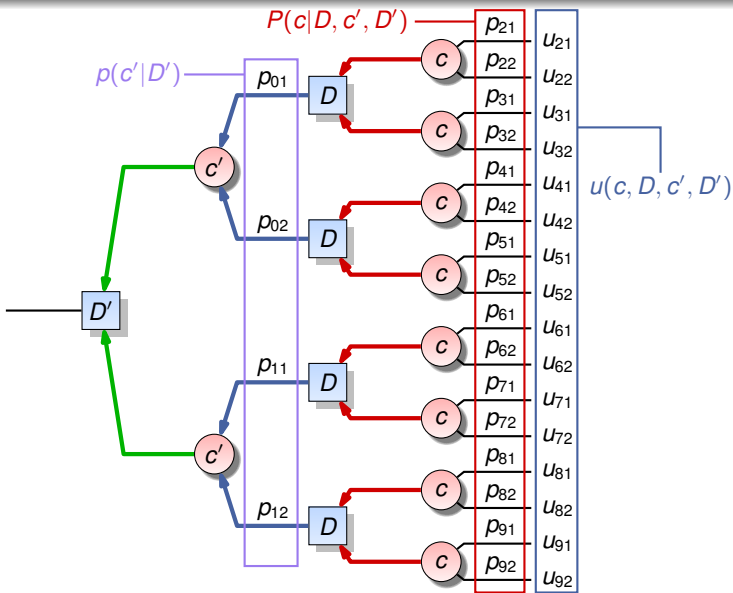 P(c|D, c′, D′)
p(c′|D′)
p₀₁
p₀₂
p₁₁
p₁₂
D′
c′
c′
D
D
D
D
c
c
c
c
c
c
c
c
p₂₁
p₂₂
p₃₁
p₃₂
p₄₁
p₄₂
p₅₁
p₅₂
p₆₁
p₆₂
p₇₁
p₇₂
p₈₁
p₈₂
p₉₁
p₉₂
u₂₁
u₂₂
u₃₁
u₃₂
u₄₁
u₄₂
u₅₁
u₅₂
u₆₁
u₆₂
u₇₁
u₇₂
u₈₁
u₈₂
u₉₁
u₉₂
u(c, D, c′, D′)